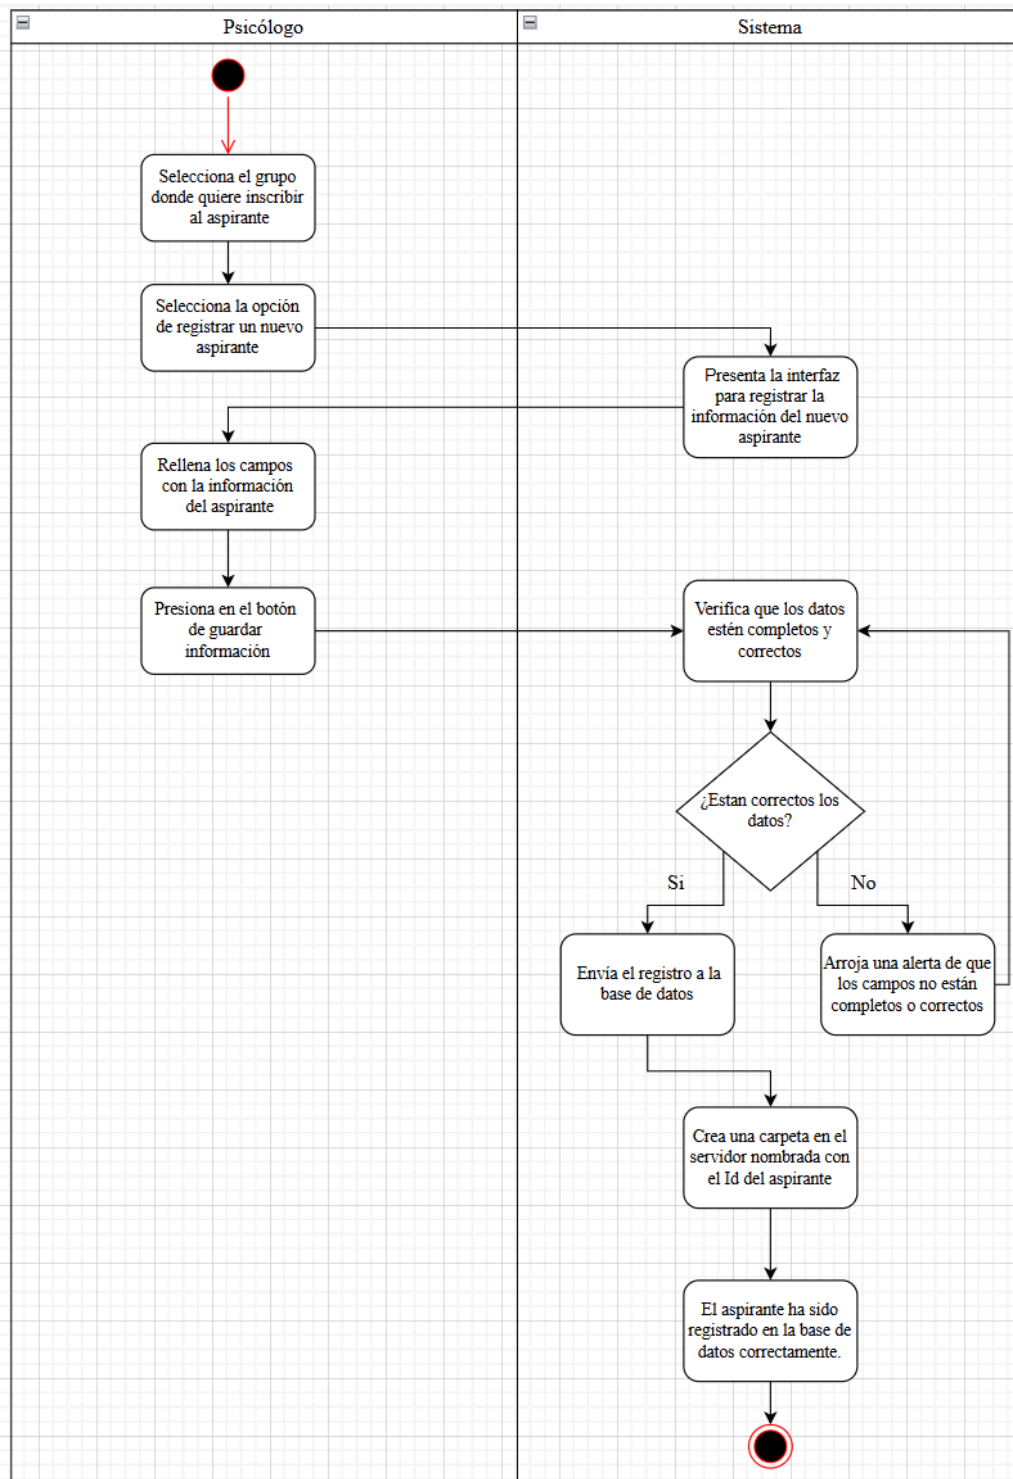 Psicólogo
Sistema
Selecciona el grupo
donde quiere inscribir
al aspirante
Selecciona la opción
de registrar un nuevo
aspirante
Presenta la interfaz
para registrar la
información del nuevo
aspirante
Rellena los campos
con la información
del aspirante
Presiona en el botón
de guardar
información
Verifica que los datos
estén completos y
correctos
¿Estan correctos los
datos?
Si
No
Envía el registro a la
base de datos
Arroja una alerta de que
los campos no están
completos o correctos
Crea una carpeta en el
servidor nombrada con
el Id del aspirante
El aspirante ha sido
registrado en la base de
datos correctamente.